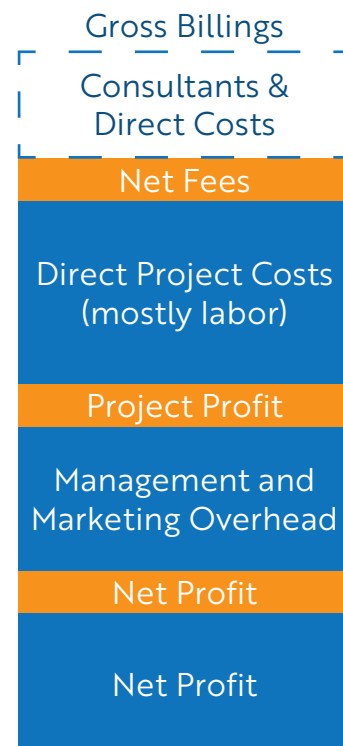 Gross Billings
Consultants &
Direct Costs
Net Fees
Direct Project Costs
(mostly labor)
Project Profit
Management and
Marketing Overhead
Net Profit
Net Profit